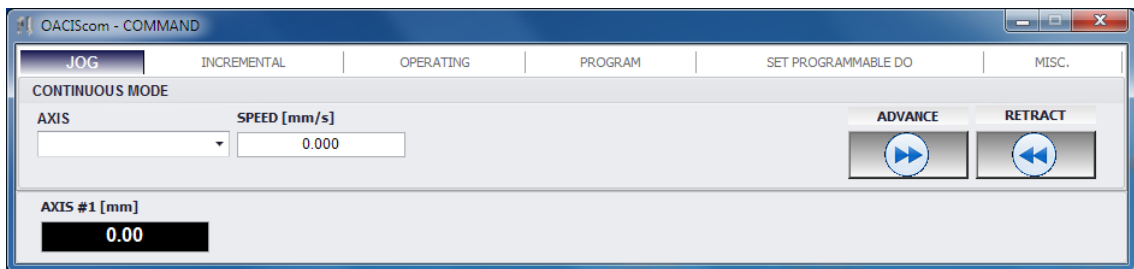 OACIScom - COMMAND
JOG INCREMENTAL OPERATING PROGRAM SET PROGRAMMABLE DO MISC.
CONTINUOUS MODE
AXIS SPEED [mm/s] ADVANCE RETRACT
0.000
AXIS #1 [mm]
0.00